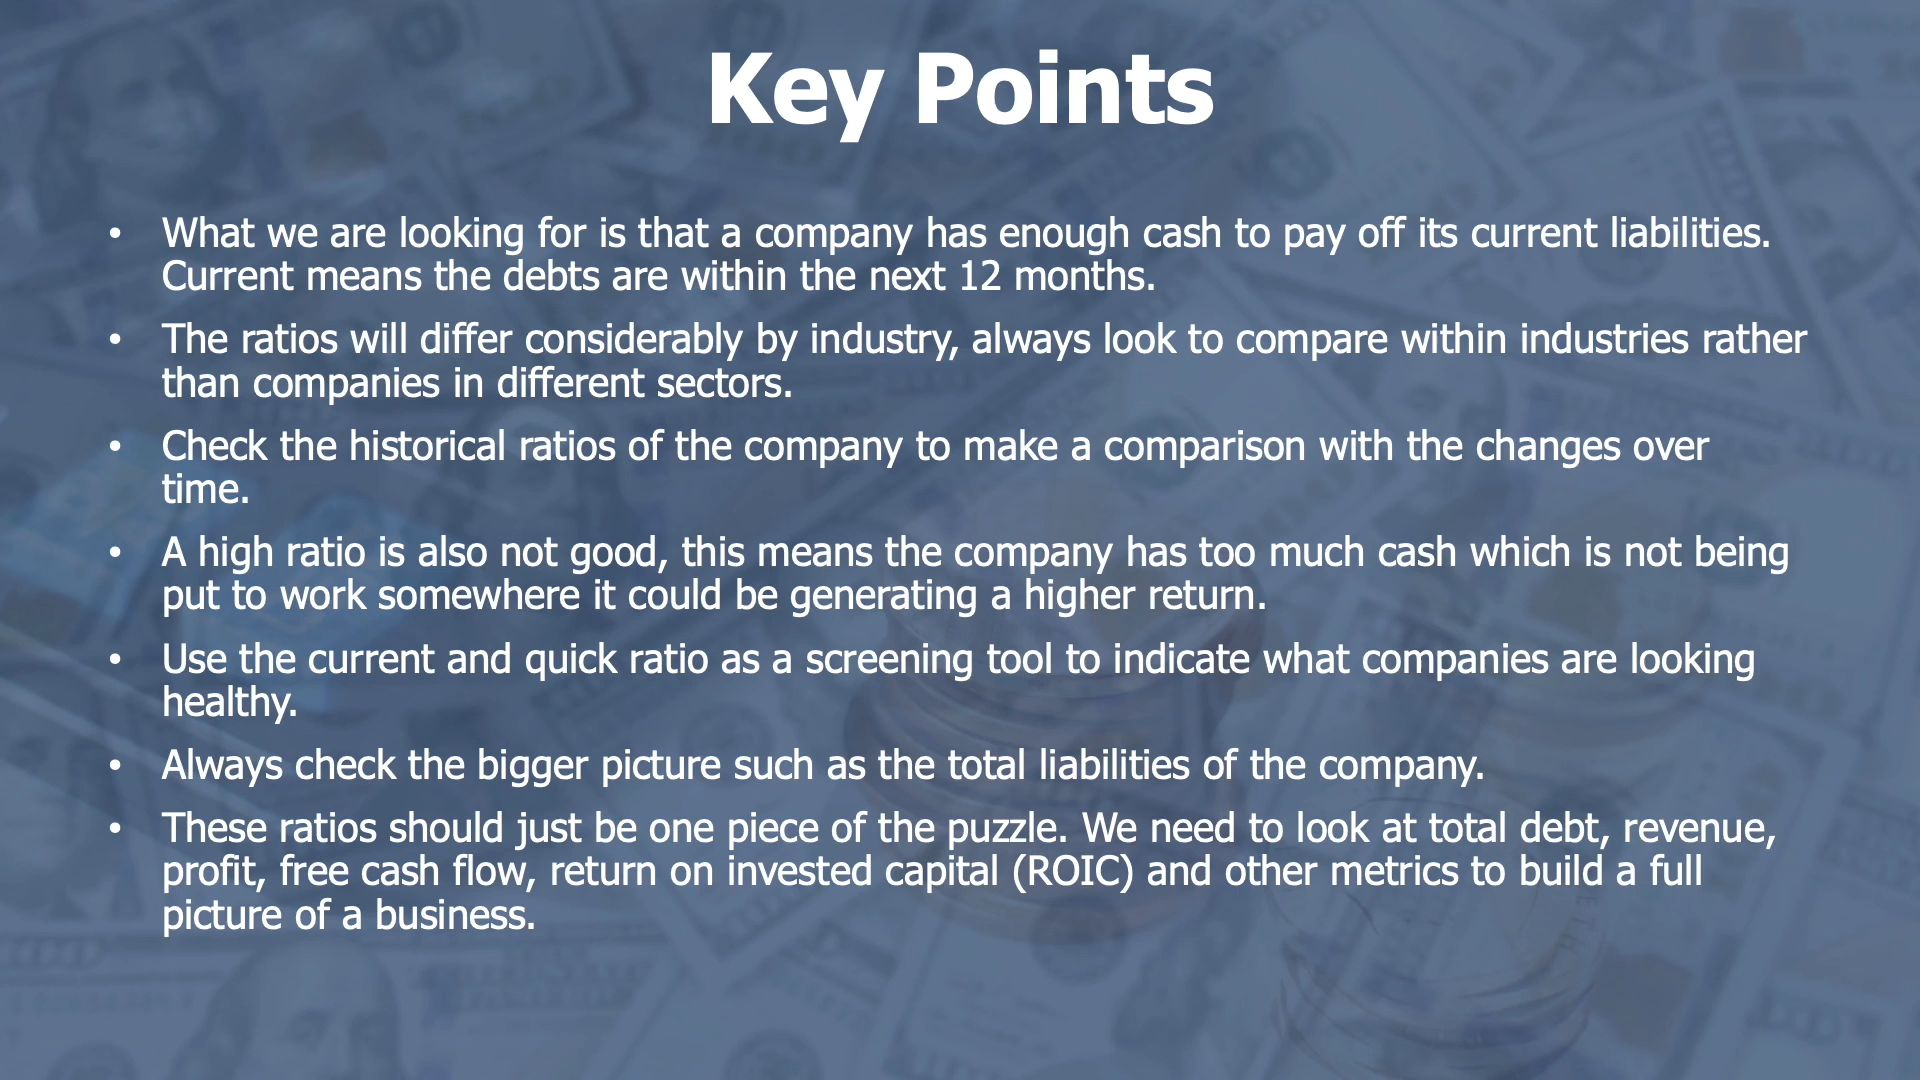 Key Points
• What we are looking for is that a company has enough cash to pay off its current liabilities.
Current means the debts are within the next 12 months.
• The ratios will differ considerably by industry, always look to compare within industries rather
than companies in different sectors.
• Check the historical ratios of the company to make a comparison with the changes over
time.
• A high ratio is also not good, this means the company has too much cash which is not being
put to work somewhere it could be generating a higher return.
• Use the current and quick ratio as a screening tool to indicate what companies are looking
healthy.
• Always check the bigger picture such as the total liabilities of the company.
• These ratios should just be one piece of the puzzle. We need to look at total debt, revenue,
profit, free cash flow, return on invested capital (ROIC) and other metrics to build a full
picture of a business.